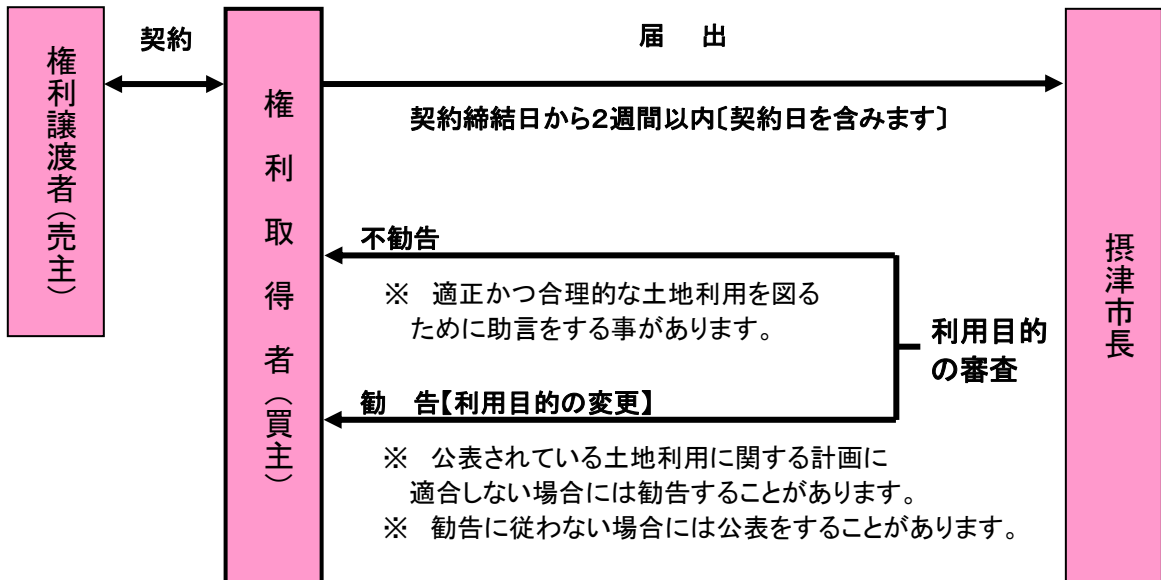 権利譲渡者（売主）
契約
権利取得者（買主）
届　出
契約締結日から２週間以内〔契約日を含みます〕
不勧告
※　適正かつ合理的な土地利用を図る
ために助言をする事があります。
利用目的
の審査
勧　告【利用目的の変更】
※　公表されている土地利用に関する計画に
適合しない場合には勧告することがあります。
※　勧告に従わない場合には公表をすることがあります。
摂津市長